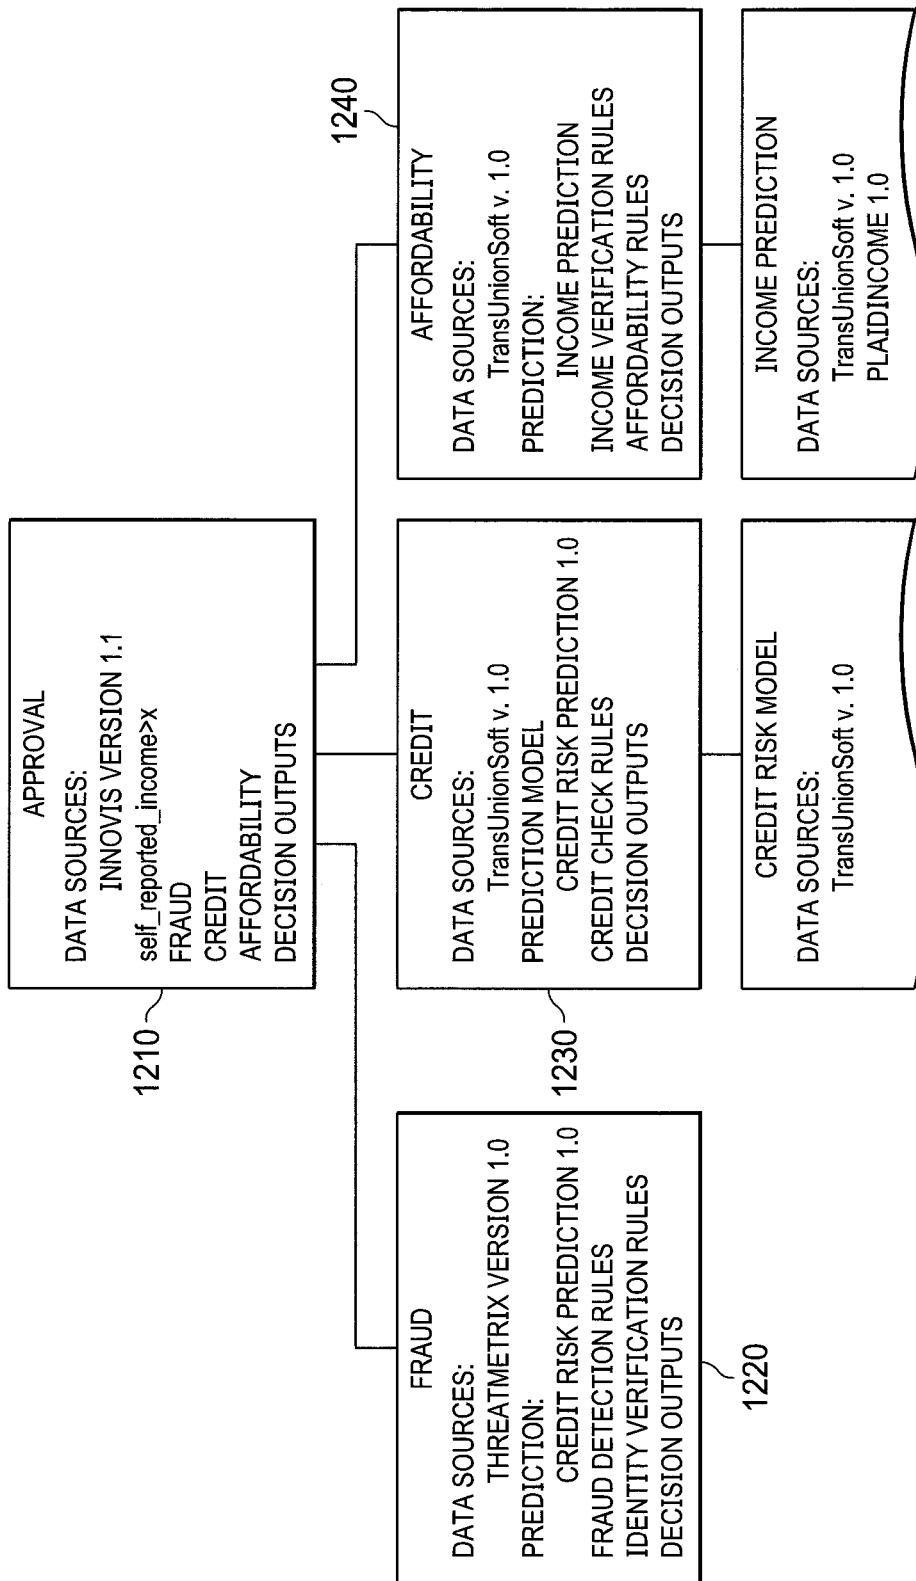 APPROVAL
DATA SOURCES:
INNOVIS VERSION 1.1
self_reported_income>x
FRAUD
CREDIT
AFFORDABILITY
DECISION OUTPUTS
1210
FRAUD
DATA SOURCES:
THREATMETRIX VERSION 1.0
PREDICTION:
CREDIT RISK PREDICTION 1.0
FRAUD DETECTION RULES
IDENTITY VERIFICATION RULES
DECISION OUTPUTS
1220
CREDIT
DATA SOURCES:
TransUnionSoft v. 1.0
PREDICTION MODEL
CREDIT RISK PREDICTION 1.0
CREDIT CHECK RULES
DECISION OUTPUTS
1230
AFFORDABILITY
DATA SOURCES:
TransUnionSoft v. 1.0
PREDICTION:
INCOME PREDICTION
INCOME VERIFICATION RULES
AFFORDABILITY RULES
DECISION OUTPUTS
1240
CREDIT RISK MODEL
DATA SOURCES:
TransUnionSoft v. 1.0
INCOME PREDICTION
DATA SOURCES:
TransUnionSoft v. 1.0
PLAIDINCOME 1.0